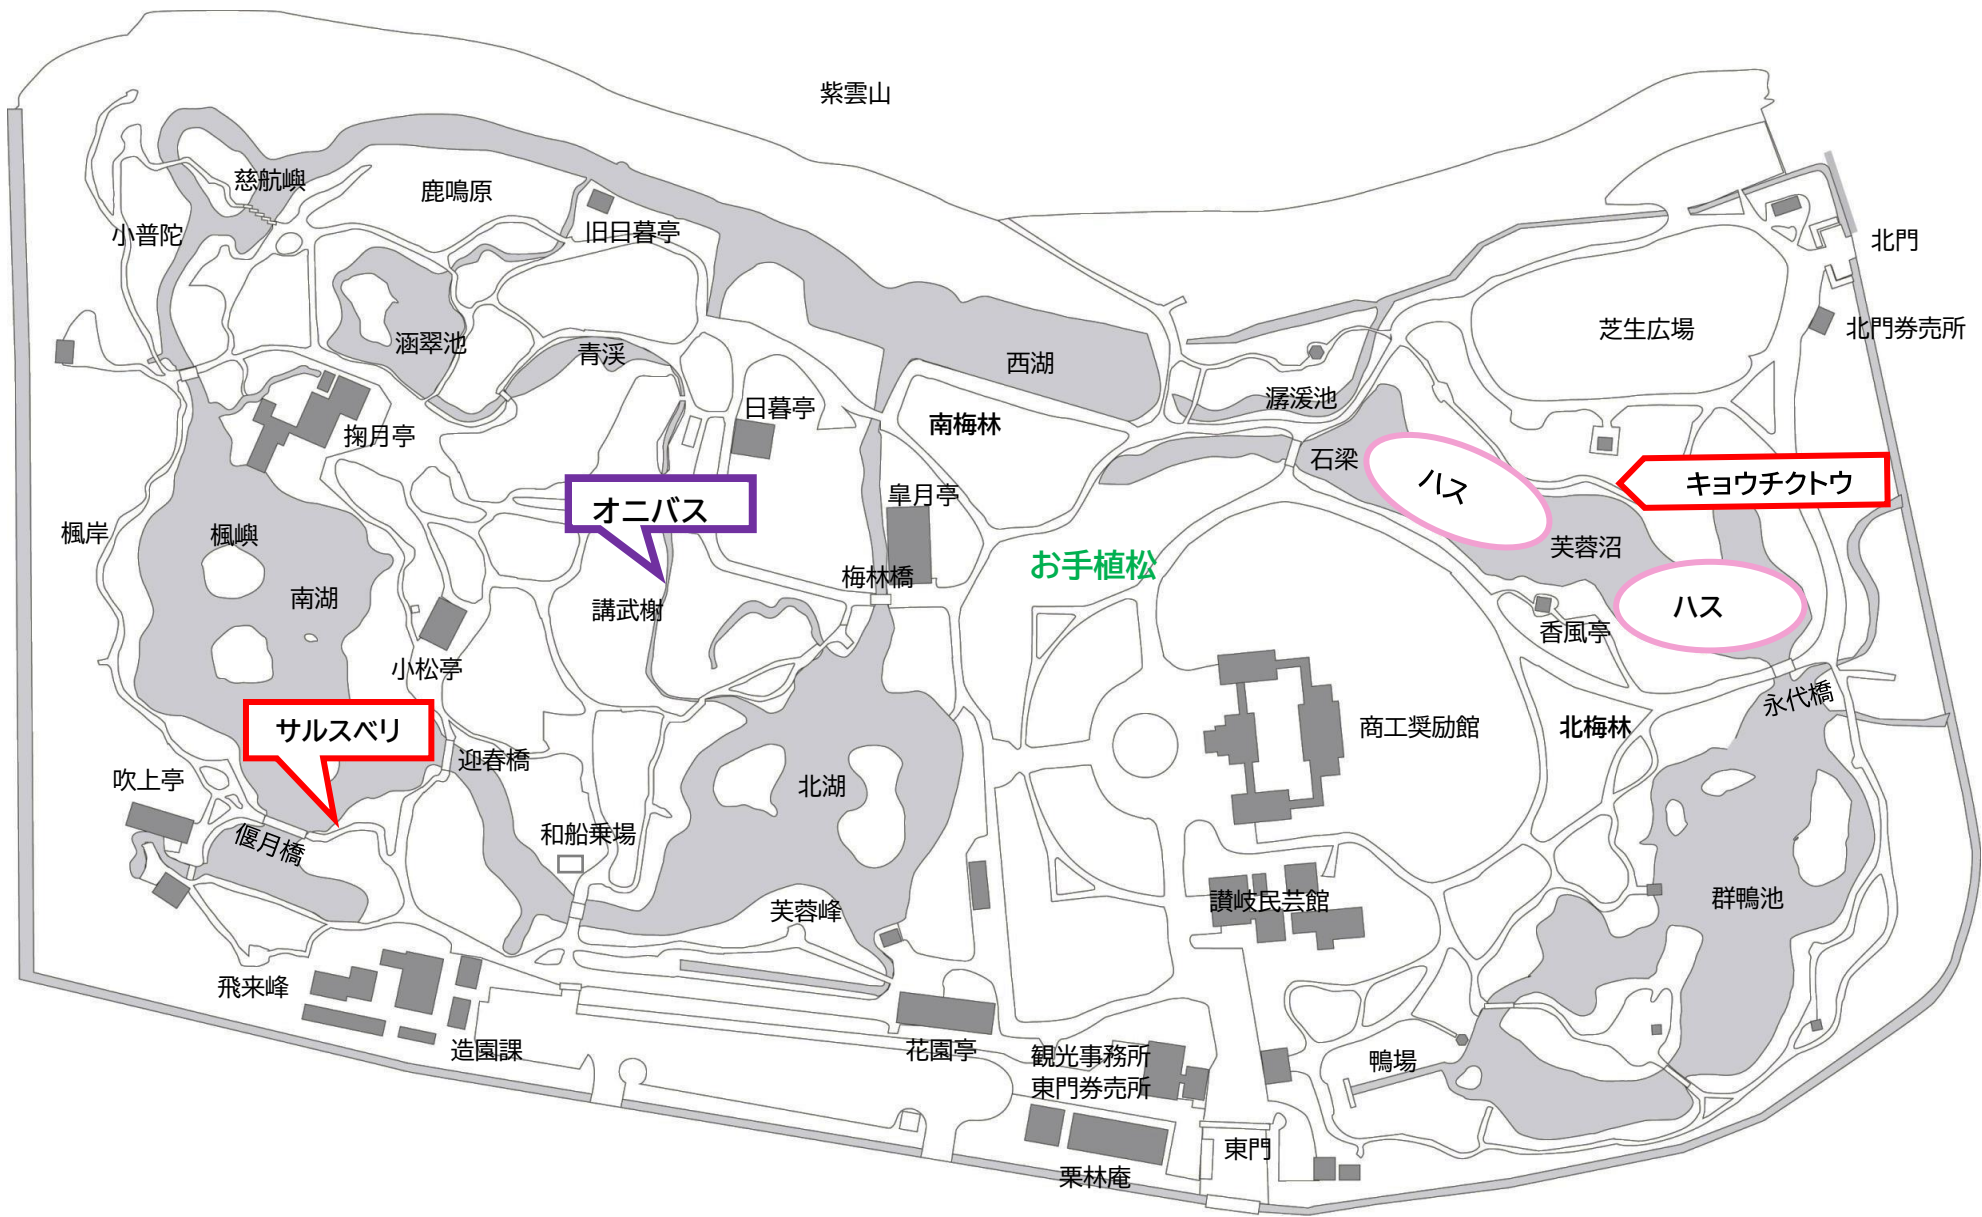 紫雲山
慈航嶼
鹿鳴原
小普陀
旧日暮亭
北門
涵翠池
青渓
西湖
芝生広場
北門券売所
潺湲池
日暮亭
南梅林
掬月亭
石梁
ハス
キョウチクトウ
皐月亭
オニバス
楓岸
楓嶼
芙蓉沼
お手植松
梅林橋
南湖
講武榭
ハス
香風亭
小松亭
永代橋
サルスベリ
商工奨励館
北梅林
迎春橋
吹上亭
北湖
偃月橋
和船乗場
讃岐民芸館
群鴨池
芙蓉峰
飛来峰
造園課
花園亭
観光事務所
東門券売所
鴨場
東門
栗林庵